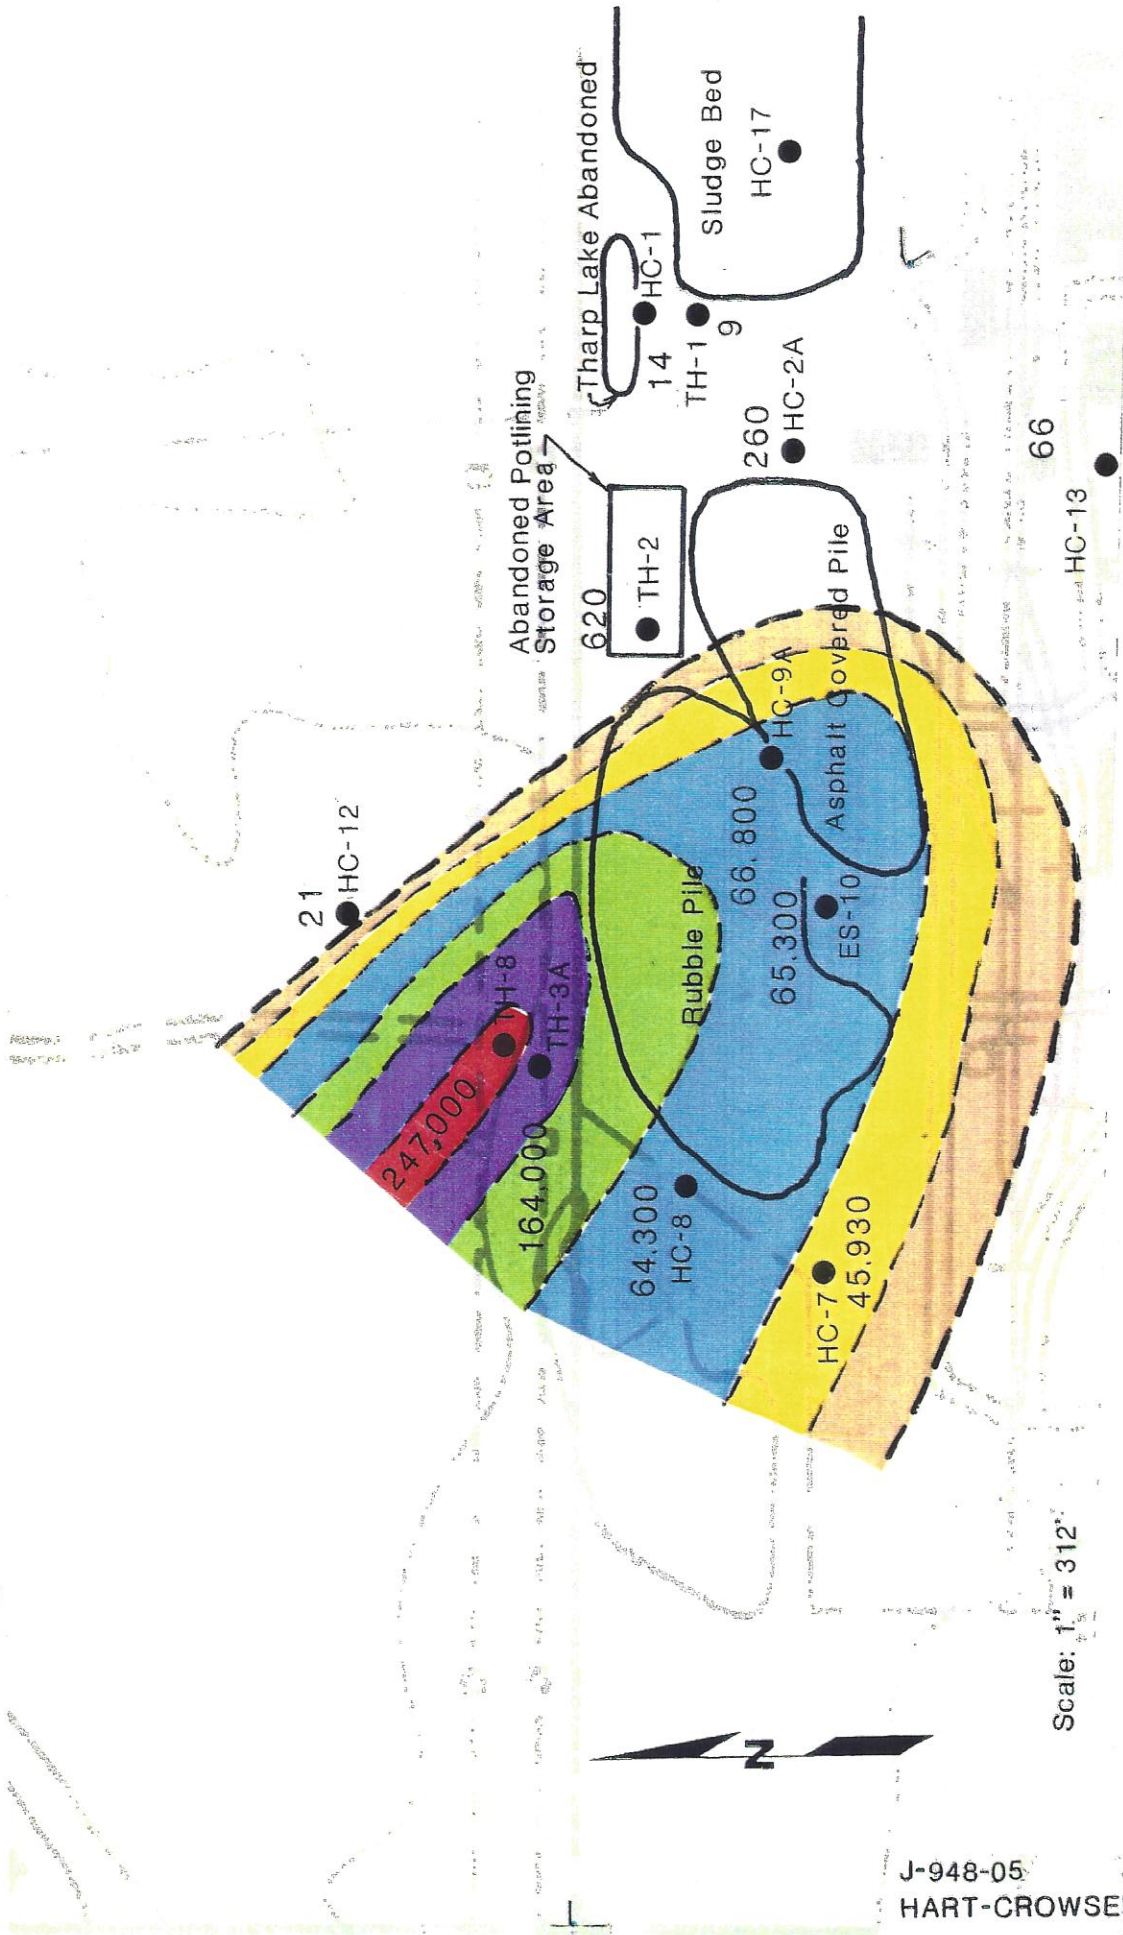 Tharp Lake Abandoned
HC-1
14
TH-1
9
Sludge Bed
HC-17
Abandoned Potlining
Storage Area
620
TH-2
260
HC-2A
66
HC-13
21
HC-12
HC-9A
66.800
Asphalt Covered Pile
65.300
ES-10
Rubble Pile
TH-8
247,000
TH-3A
164.000
64.300
HC-8
HC-7
45.930
N
Scale: 1" = 312'
J-948-05
HART-CROWSE